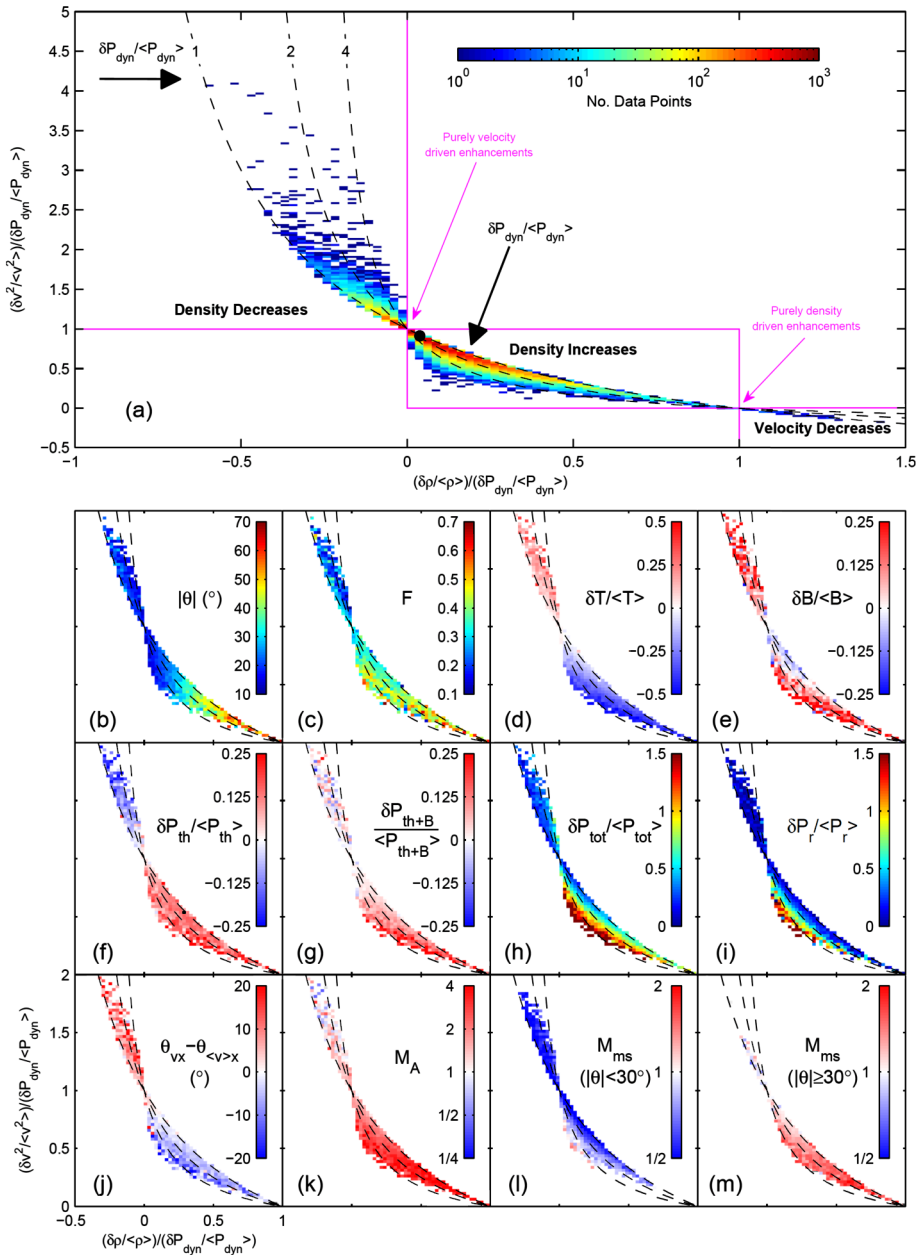 5
4.5
4
3.5
3
2.5
2
1.5
1
0.5
0
−0.5
(δv²/<v²>)/(δP_dyn/<P_dyn>)
δP_dyn/<P_dyn>
1
2
4
10⁰
10¹
10²
10³
No. Data Points
Purely velocity
driven enhancements
δP_dyn/<P_dyn>
Density Decreases
Purely density
driven enhancements
Density Increases
(a)
Velocity Decreases
−1
−0.5
0
0.5
1
1.5
(δρ/<ρ>)/(δP_dyn/<P_dyn>)
70
60
50
40
30
20
10
|θ| (°)
(b)
0.7
0.6
0.5
0.4
0.3
0.2
0.1
F
(c)
0.5
0.25
0
−0.25
−0.5
δT/<T>
(d)
0.25
0.125
0
−0.125
−0.25
δB/<B>
(e)
0.25
0.125
0
−0.125
−0.25
δP_th/<P_th>
(f)
0.25
0.125
0
−0.125
−0.25
δP_th+B
<P_th+B>
(g)
1.5
1
0.5
0
δP_tot/<P_tot>
(h)
1.5
1
0.5
0
δP_r/<P_r>
(i)
2
1.5
1
0.5
0
(δv²/<v²>)/(δP_dyn/<P_dyn>)
20
10
0
−10
−20
θ_vx−θ_<v>x
(°)
(j)
4
2
1
1/2
1/4
M_A
(k)
2
1
1/2
M_ms
(|θ|<30°)
(l)
2
1
1/2
M_ms
(|θ|≥30°)
(m)
−0.5
0
0.5
1
(δρ/<ρ>)/(δP_dyn/<P_dyn>)